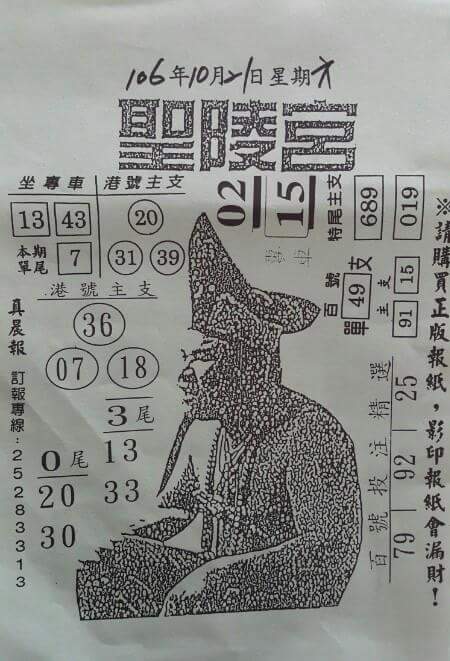 106年10月21日星期六
聖陵宮
坐專車
13 43
本期單尾 7
港號主支
20
31 39
02
15
專車
特尾主支
689
019
百號單支
49
主支
15
91
港號主支
36
07 18
3尾
13
33
0尾
20
30
百號投注精選
79 92 25
真晨報 訂報專線:25283313
※請購買正版報紙,影印報紙會漏財!